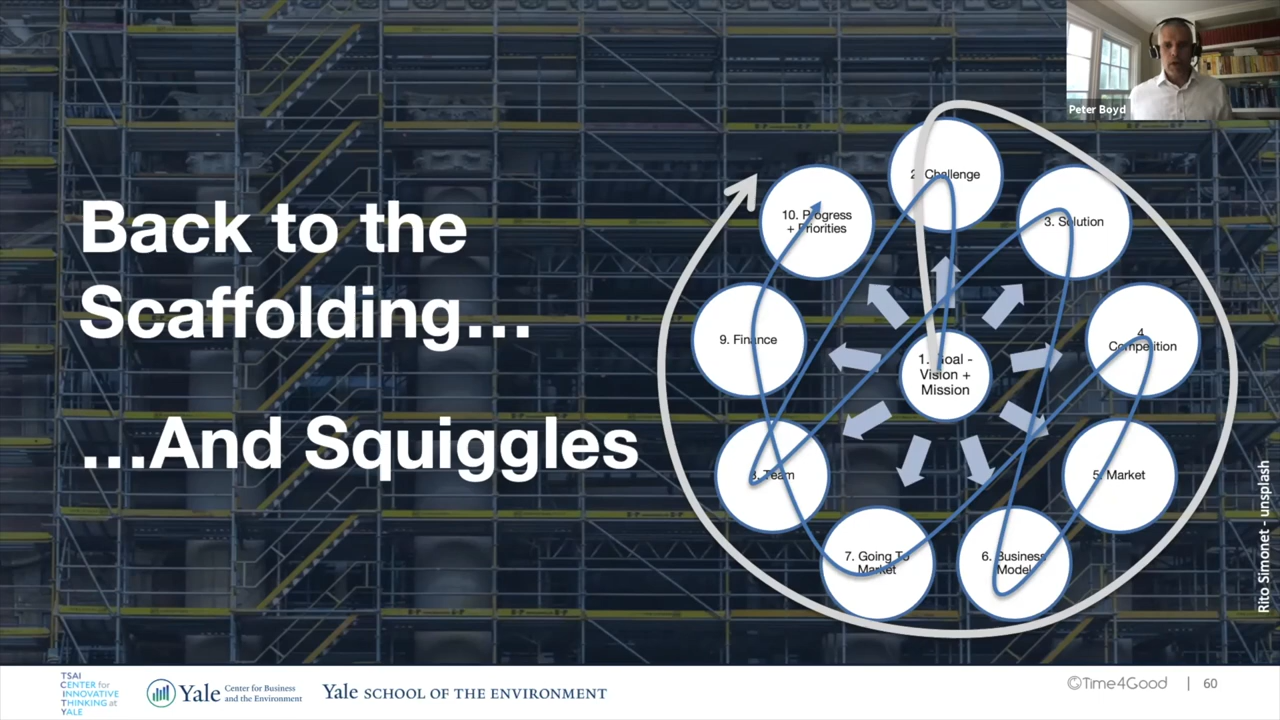 Peter Boyd
Back to the
Scaffolding...
...And Squiggles
1. Goal -
Vision +
Mission
2. Challenge
3. Solution
4.
Competition
5. Market
6. Business
Model
7. Going To
Market
8. Team
9. Finance
10. Progress
+ Priorities
Rito Simonet - unsplash
TSAI
CENTER for
INNOVATIVE
THINKING at
YALE
Yale Center for Business
and the Environment
Yale SCHOOL OF THE ENVIRONMENT
©Time4Good | 60